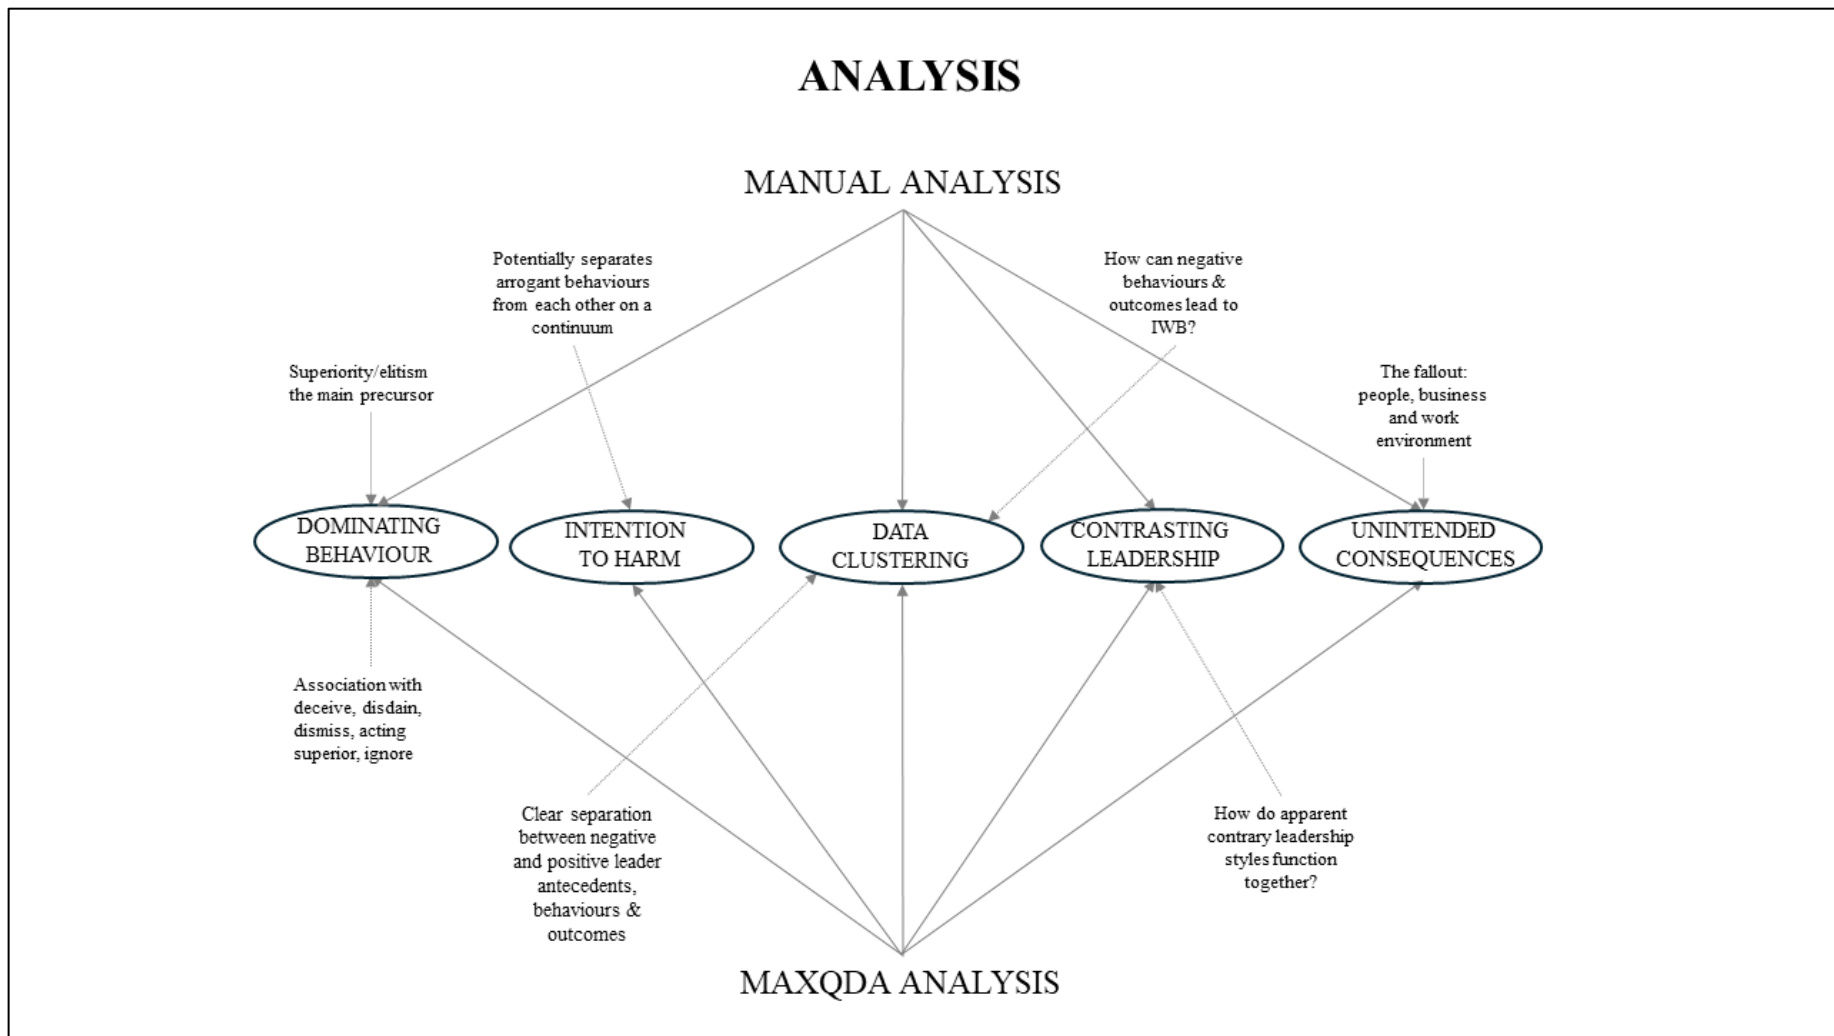 ANALYSIS
MANUAL ANALYSIS
Potentially separates
arrogant behaviours
from each other on a
continuum
How can negative
behaviours &
outcomes lead to
IWB?
Superiority/elitism
the main precursor
The fallout:
people, business
and work
environment
DOMINATING
BEHAVIOUR
INTENTION
TO HARM
DATA
CLUSTERING
CONTRASTING
LEADERSHIP
UNINTENDED
CONSEQUENCES
Association with
deceive, disdain,
dismiss, acting
superior, ignore
Clear separation
between negative
and positive leader
antecedents,
behaviours &
outcomes
How do apparent
contrary leadership
styles function
together?
MAXQDA ANALYSIS